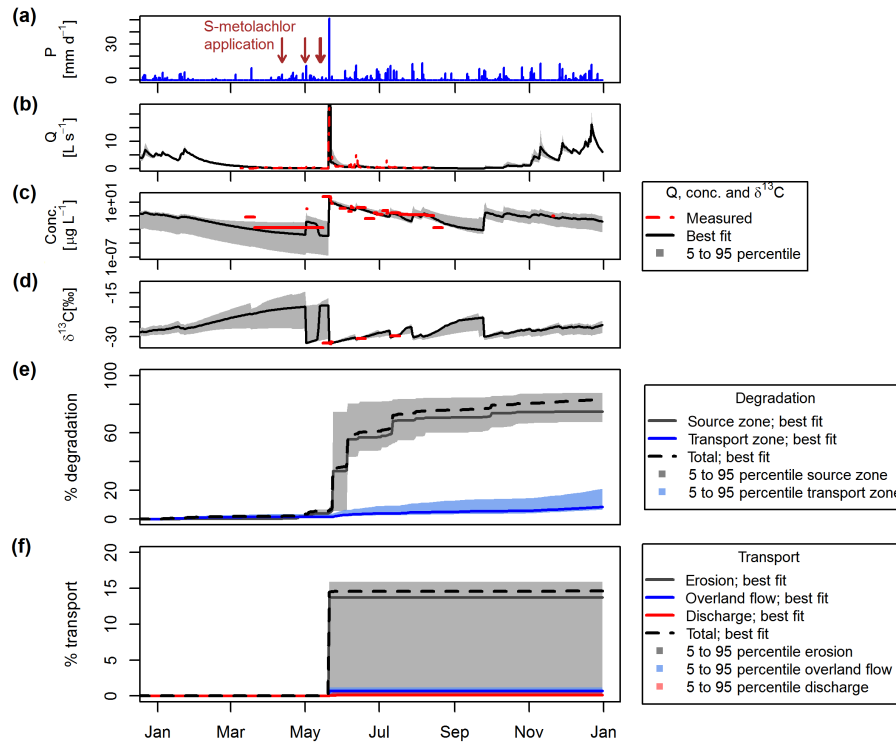 (a)
P
[mm d⁻¹]
0
40
S-metolachlor
application
(b)
Q
[L s⁻¹]
0
10
(c)
Conc.
[µg L⁻¹]
1e-07
1e+01
(d)
δ¹³C[‰]
-30
-15
Q, conc. and δ¹³C
Measured
Best fit
5 to 95 percentile
(e)
% degradation
0
20
60
100
Degradation
Source zone; best fit
Transport zone; best fit
Total; best fit
5 to 95 percentile source zone
5 to 95 percentile transport zone
(f)
% transport
0
5
10
15
20
Transport
Erosion; best fit
Overland flow; best fit
Discharge; best fit
Total; best fit
5 to 95 percentile erosion
5 to 95 percentile overland flow
5 to 95 percentile discharge
Jan Mar May Jul Sep Nov Jan